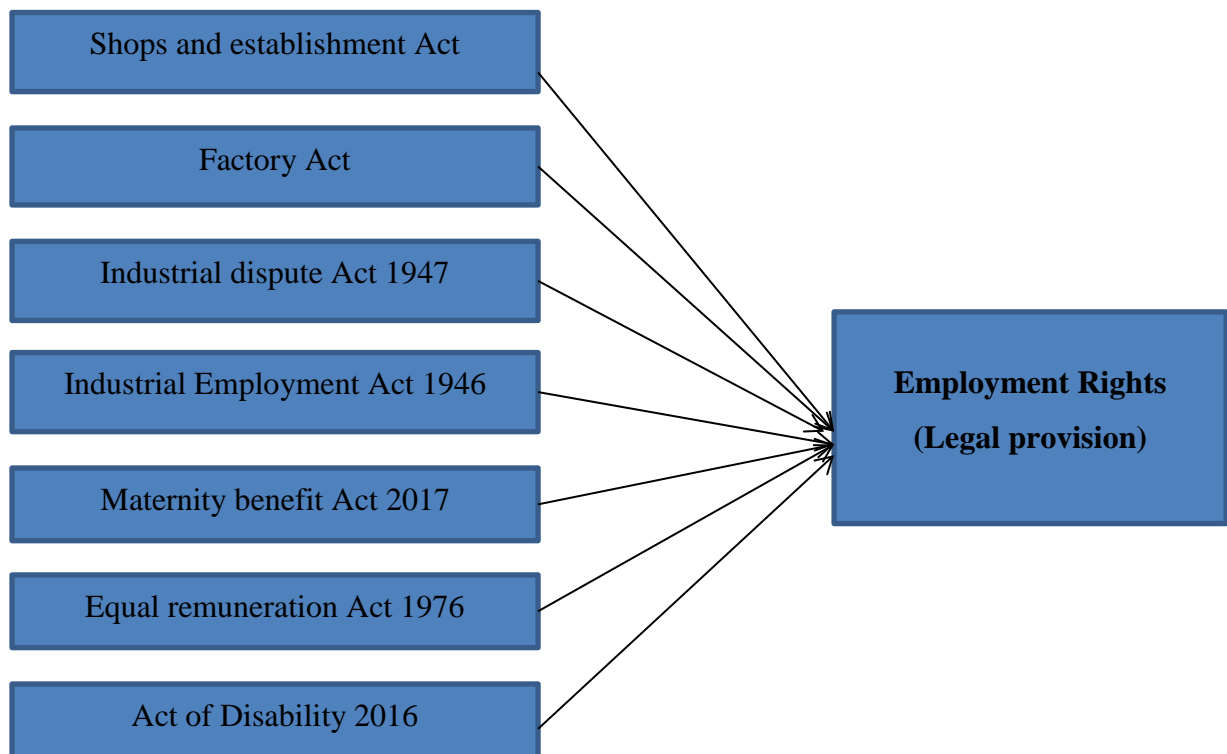 Shops and establishment Act
Factory Act
Industrial dispute Act 1947
Industrial Employment Act 1946
Maternity benefit Act 2017
Equal remuneration Act 1976
Act of Disability 2016
Employment Rights
(Legal provision)